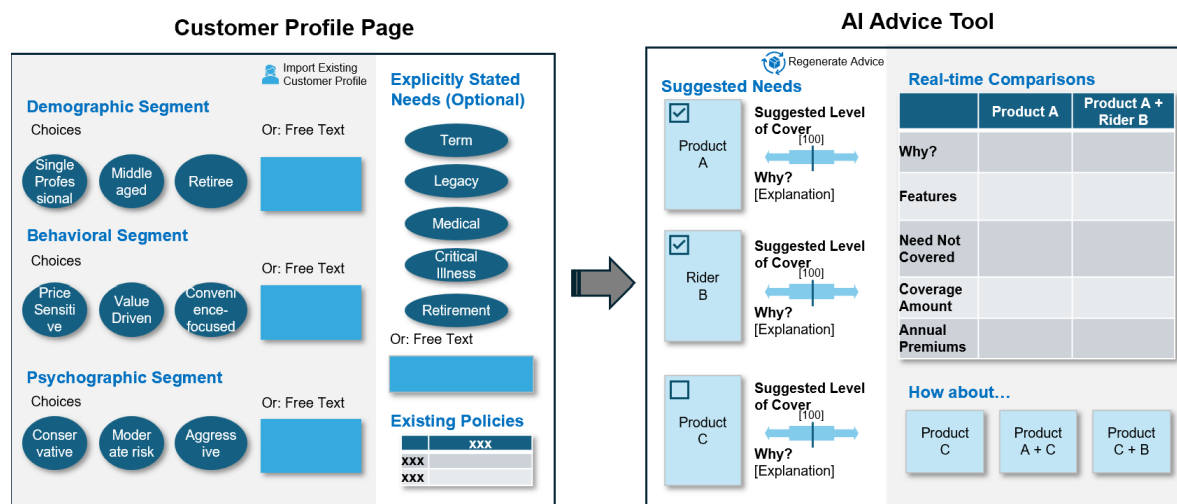 Customer Profile Page
Import Existing
Customer Profile
Demographic Segment
Choices
Or: Free Text
Single
Profes
sional
Middle
aged
Retiree
Behavioral Segment
Choices
Or: Free Text
Price
Sensiti
ve
Value
Driven
Conveni
ence-
focused
Psychographic Segment
Choices
Or: Free Text
Conser
vative
Moder
ate risk
Aggress
ive
Explicitly Stated
Needs (Optional)
Term
Legacy
Medical
Critical
Illness
Retirement
Or: Free Text
Existing Policies
xxx
xxx
xxx
AI Advice Tool
Regenerate Advice
Suggested Needs
Product
A
Suggested Level
of Cover
[100]
Why?
[Explanation]
Rider
B
Suggested Level
of Cover
[100]
Why?
[Explanation]
Product
C
Suggested Level
of Cover
[100]
Why?
[Explanation]
Real-time Comparisons
Product A
Product A +
Rider B
Why?
Features
Need Not
Covered
Coverage
Amount
Annual
Premiums
How about…
Product
C
Product
A + C
Product
C + B